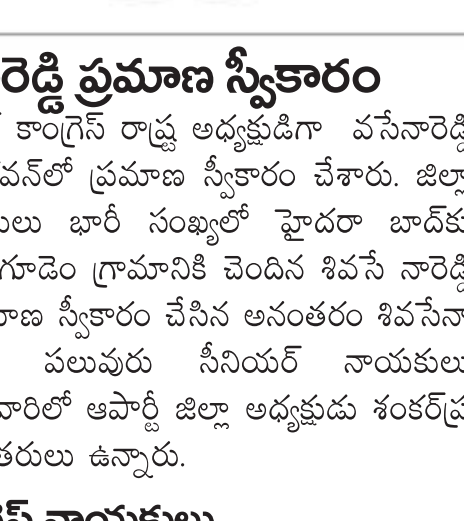 రెడ్డి ప్రమాణ స్వీకారం
కాంగ్రెస్ రాష్ట్ర అధ్యక్షుడిగా వసేనారెడ్డి
వన్‌లో ప్రమాణ స్వీకారం చేశారు. జిల్లా
లు భారీ సంఖ్యలో హైదరా బాద్‌కు
గూడెం గ్రామానికి చెందిన శివసే నారెడ్డి
ాణ స్వీకారం చేసిన అనంతరం శివసేనా
పలువురు సీనియర్ నాయకులు
వారిలో ఆపార్టీ జిల్లా అధ్యక్షుడు శంకర్‌ప్ర
తరులు ఉన్నారు.
నాయకులు